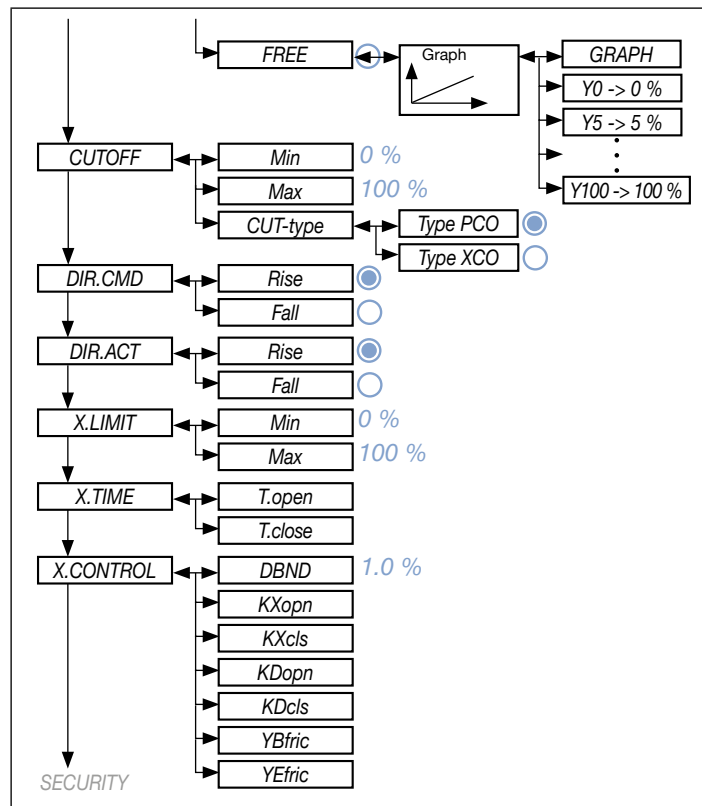 FREE
Graph
GRAPH
Y0 -> 0 %
Y5 -> 5 %
Y100 -> 100 %
CUTOFF
Min
0 %
Max
100 %
CUT-type
Type PCO
Type XCO
DIR.CMD
Rise
Fall
DIR.ACT
Rise
Fall
X.LIMIT
Min
0 %
Max
100 %
X.TIME
T.open
T.close
X.CONTROL
DBND
1.0 %
KXopn
KXcls
KDopn
KDcls
YBfric
YEfric
SECURITY